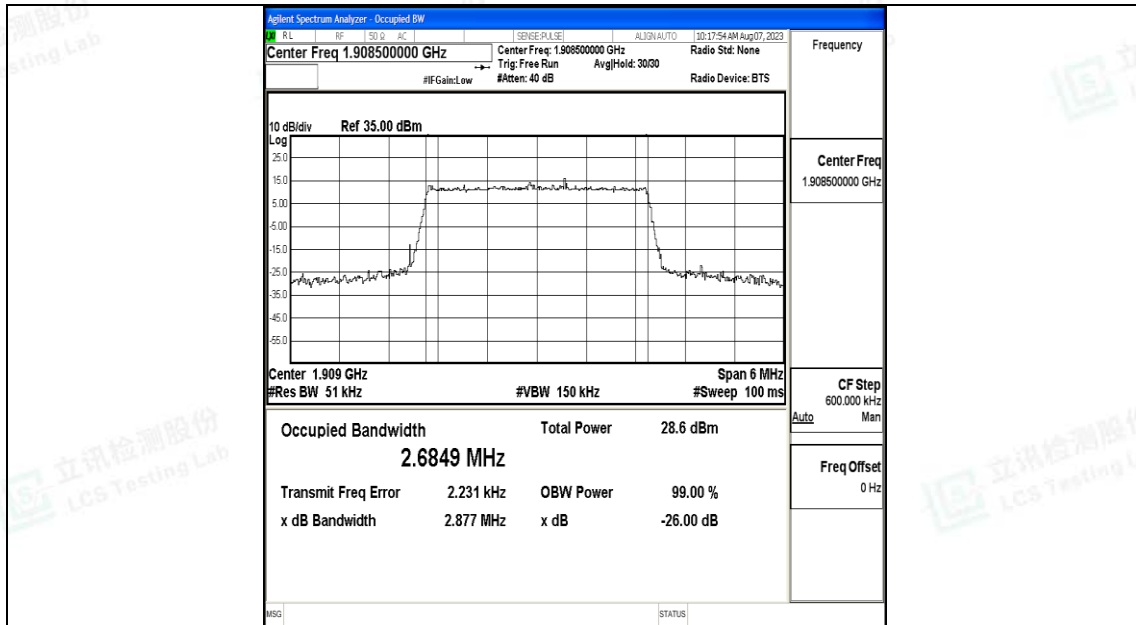 Agilent Spectrum Analyzer - Occupied BW
RL RF 50 Ω AC SENSE:PULSE ALIGNAUTO 10:17:54 AM Aug 07, 2023
Center Freq 1.908500000 GHz
Center Freq: 1.908500000 GHz Radio Std: None
Trig: Free Run Avg|Hold: 30/30
#IFGain:Low #Atten: 40 dB Radio Device: BTS
10 dB/div Ref 35.00 dBm
Log
25.0
15.0
5.00
-5.00
-15.0
-25.0
-35.0
-45.0
-55.0
Center 1.909 GHz Span 6 MHz
#Res BW 51 kHz #VBW 150 kHz #Sweep 100 ms
Occupied Bandwidth Total Power 28.6 dBm
2.6849 MHz
Transmit Freq Error 2.231 kHz OBW Power 99.00 %
x dB Bandwidth 2.877 MHz x dB -26.00 dB
MSG STATUS
Frequency
Center Freq
1.908500000 GHz
CF Step
600.000 kHz
Auto Man
Freq Offset
0 Hz
立讯检测股份
LCS Testing Lab
立讯检测股份
LCS Testing L